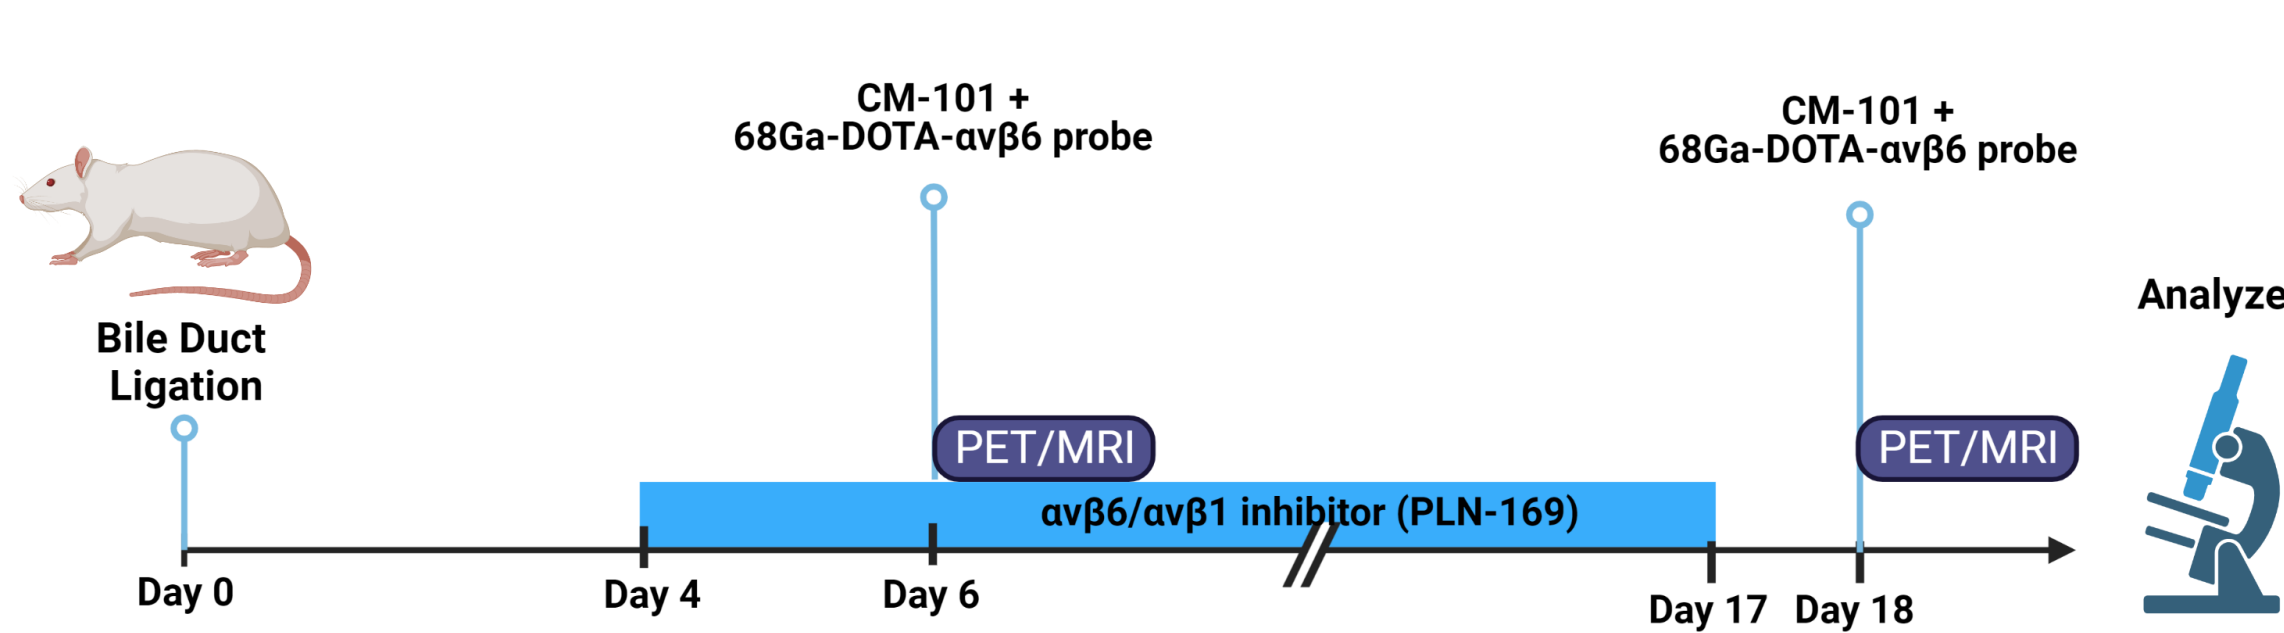 CM-101 +
68Ga-DOTA-αvβ6 probe
CM-101 +
68Ga-DOTA-αvβ6 probe
Bile Duct
Ligation
Analyze
PET/MRI
PET/MRI
αvβ6/αvβ1 inhibitor (PLN-169)
Day 0
Day 4
Day 6
Day 17
Day 18